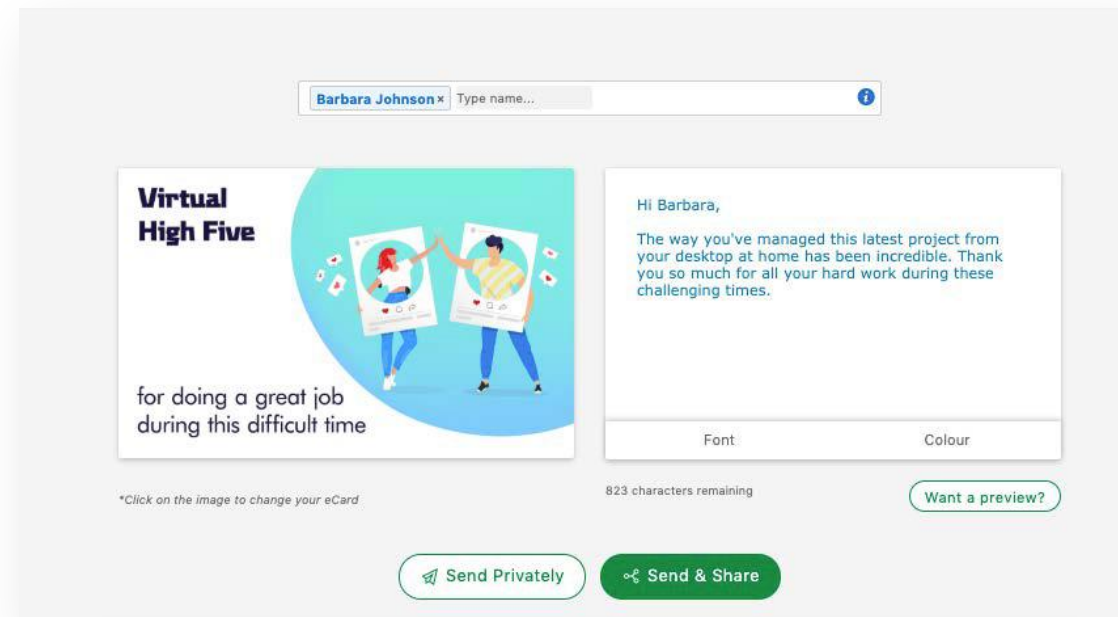 Barbara Johnson× Type name...
Virtual
High Five
for doing a great job
during this difficult time
Hi Barbara,
The way you've managed this latest project from
your desktop at home has been incredible. Thank
you so much for all your hard work during these
challenging times.
Font Colour
*Click on the image to change your eCard
823 characters remaining
Want a preview?
Send Privately
Send & Share